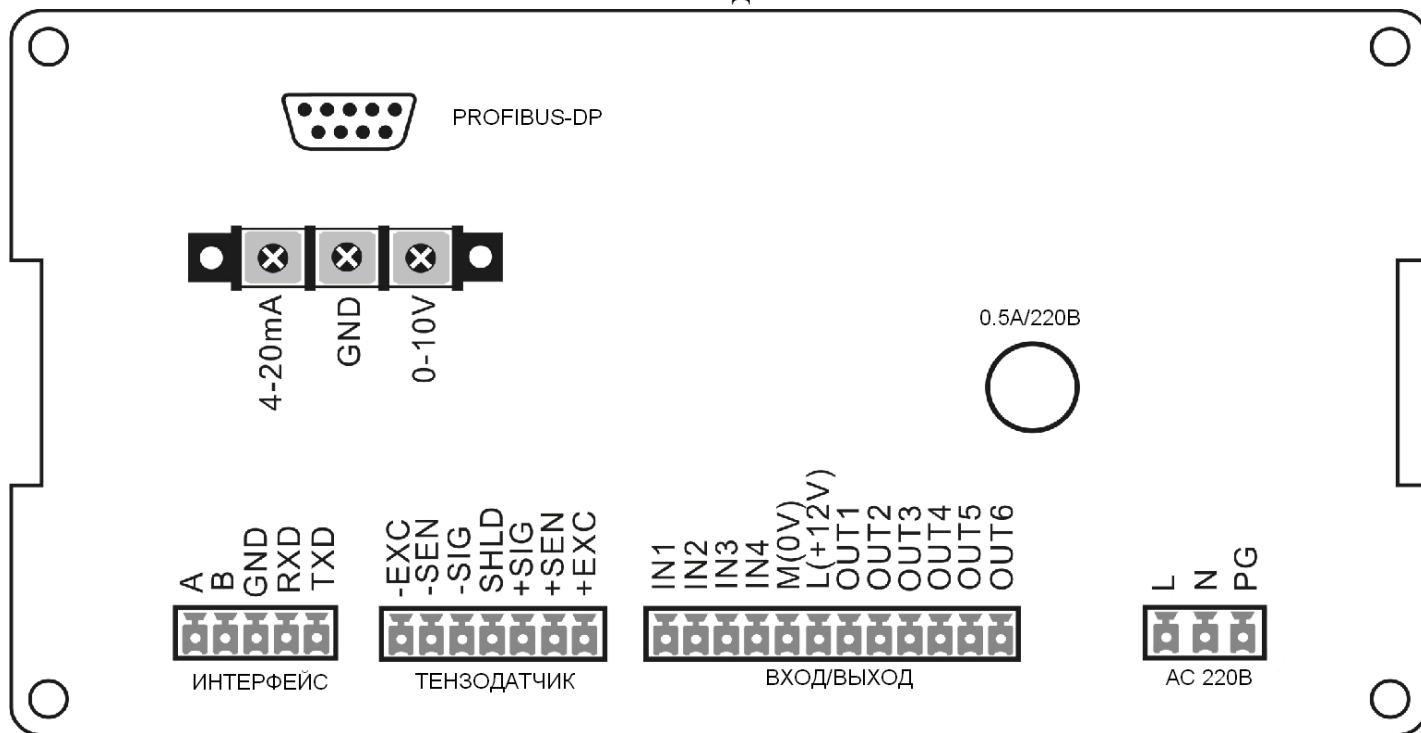 PROFIBUS-DP
4-20mA
GND
0-10V
0.5A/220В
A
B
GND
RXD
TXD
-EXC
-SEN
-SIG
SHLD
+SIG
+SEN
+EXC
IN1
IN2
IN3
IN4
M(0V)
L(+12V)
OUT1
OUT2
OUT3
OUT4
OUT5
OUT6
L
N
PG
ИНТЕРФЕЙС
ТЕНЗОДАТЧИК
ВХОД/ВЫХОД
АС 220В